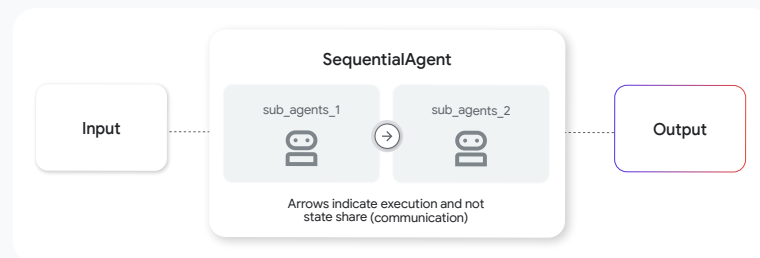 SequentialAgent
Input
sub_agents_1
sub_agents_2
Output
Arrows indicate execution and not
state share (communication)